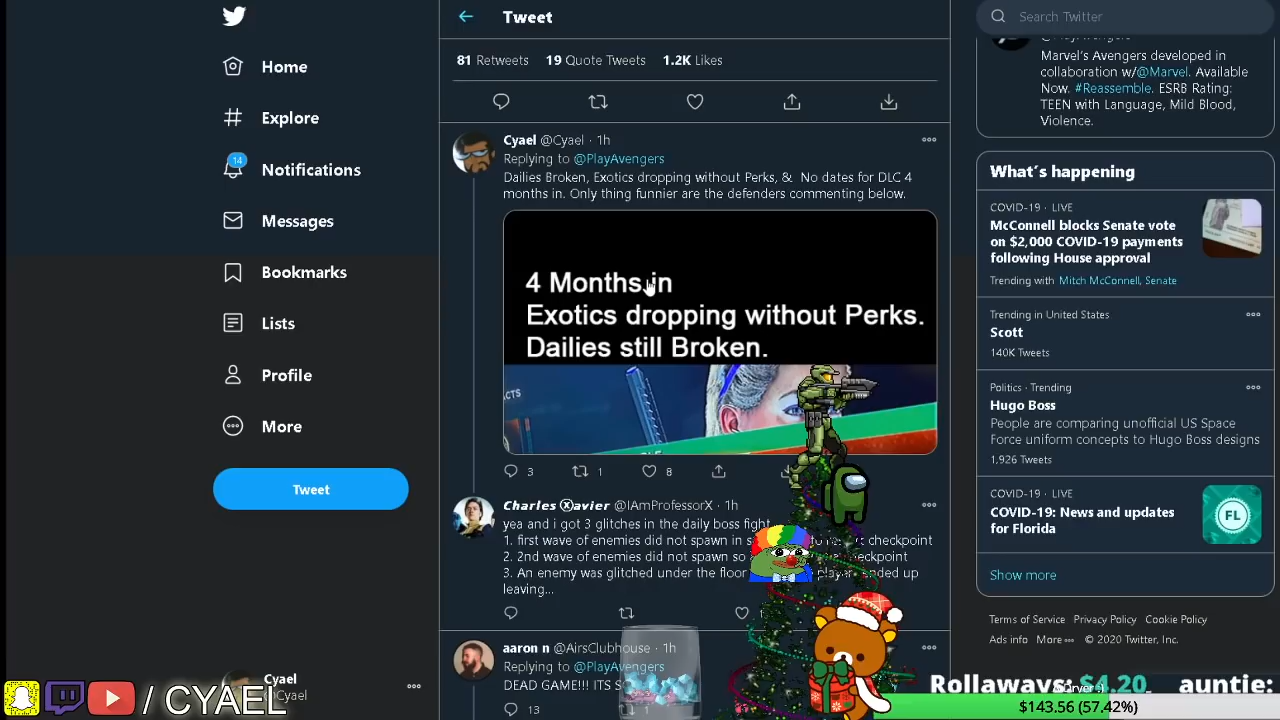 Home
Explore
14
Notifications
Messages
Bookmarks
Lists
Profile
More
Tweet
Cyael
@Cyael
/ CYAEL
Tweet
81 Retweets 19 Quote Tweets 1.2K Likes
Cyael @Cyael · 1h
Replying to @PlayAvengers
Dailies Broken, Exotics dropping without Perks, & No dates for DLC 4
months in. Only thing funnier are the defenders commenting below.
4 Months in
Exotics dropping without Perks.
Dailies still Broken.
3 1 8
Charles ⓧavier @IAmProfessorX · 1h
yea and i got 3 glitches in the daily boss fight
1. first wave of enemies did not spawn in checkpoint
2. 2nd wave of enemies did not spawn so checkpoint
3. An enemy was glitched under the floor ended up
leaving...
aaron n @AirsClubhouse · 1h
Replying to @PlayAvengers
DEAD GAME!!! ITS
13
Search Twitter
@PlayAvengers
Marvel's Avengers developed in
collaboration w/@Marvel. Available
Now. #Reassemble. ESRB Rating:
TEEN with Language, Mild Blood,
Violence.
What's happening
COVID-19 · LIVE
McConnell blocks Senate vote
on $2,000 COVID-19 payments
following House approval
Trending with Mitch McConnell, Senate
Trending in United States
Scott
140K Tweets
Politics · Trending
Hugo Boss
People are comparing unofficial US Space
Force uniform concepts to Hugo Boss designs
1,926 Tweets
COVID-19 · LIVE
COVID-19: News and updates
for Florida
FL
Show more
Terms of Service Privacy Policy Cookie Policy
Ads info More © 2020 Twitter, Inc.
Rollaways: $4.20 auntie:
$143.56 (57.42%)